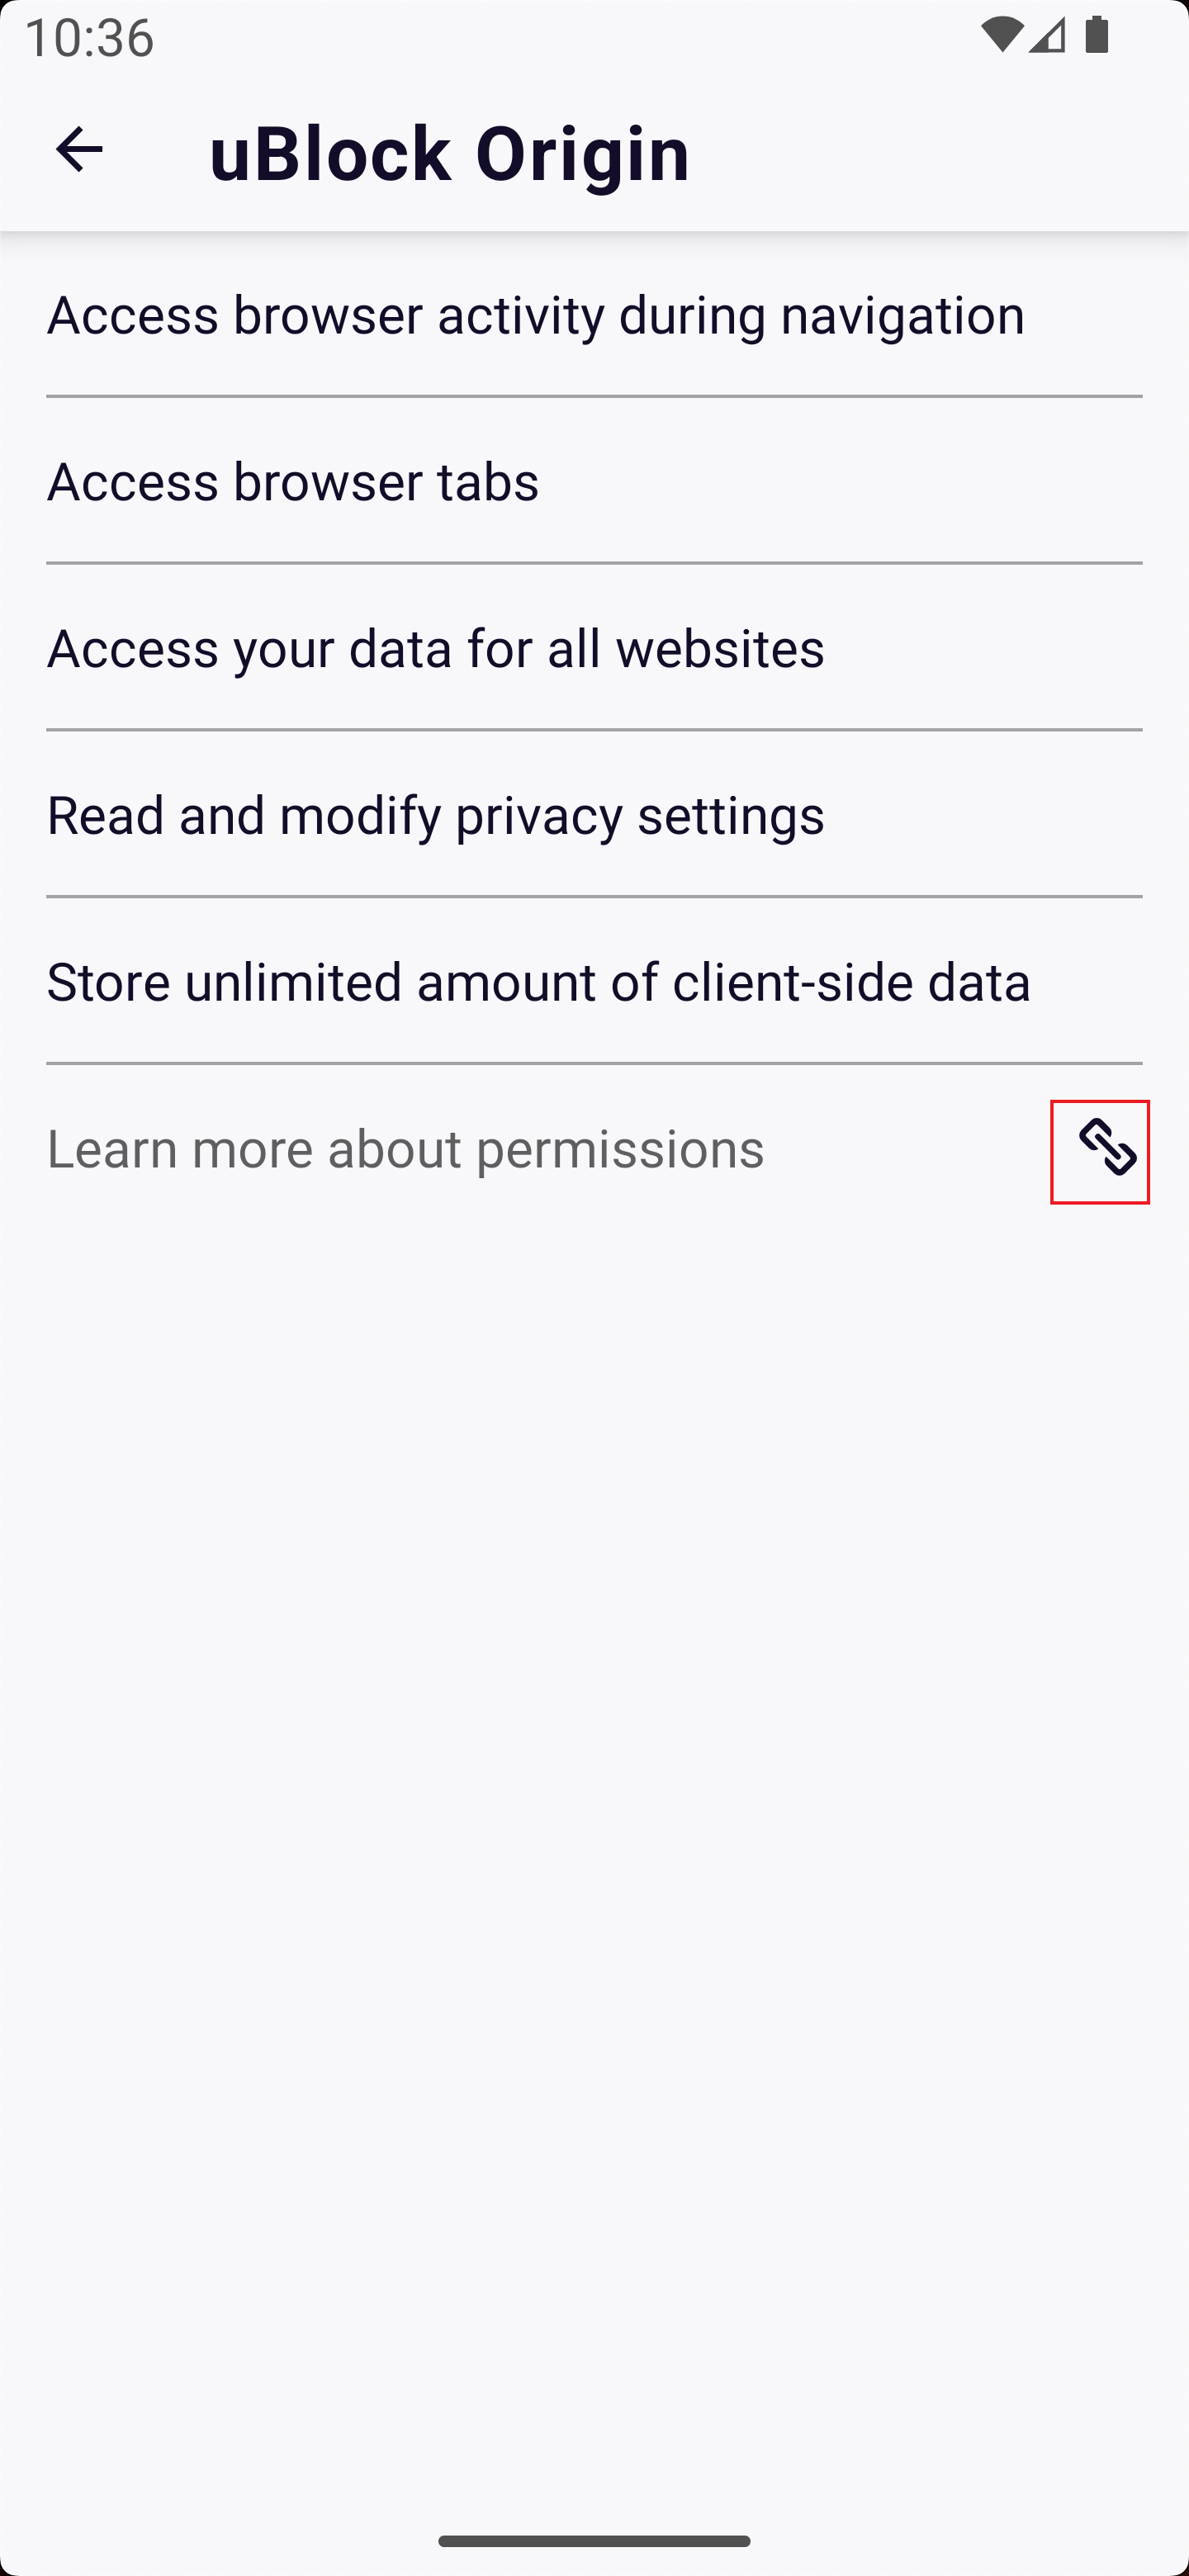 10:36
uBlock Origin
Access browser activity during navigation
Access browser tabs
Access your data for all websites
Read and modify privacy settings
Store unlimited amount of client-side data
Learn more about permissions